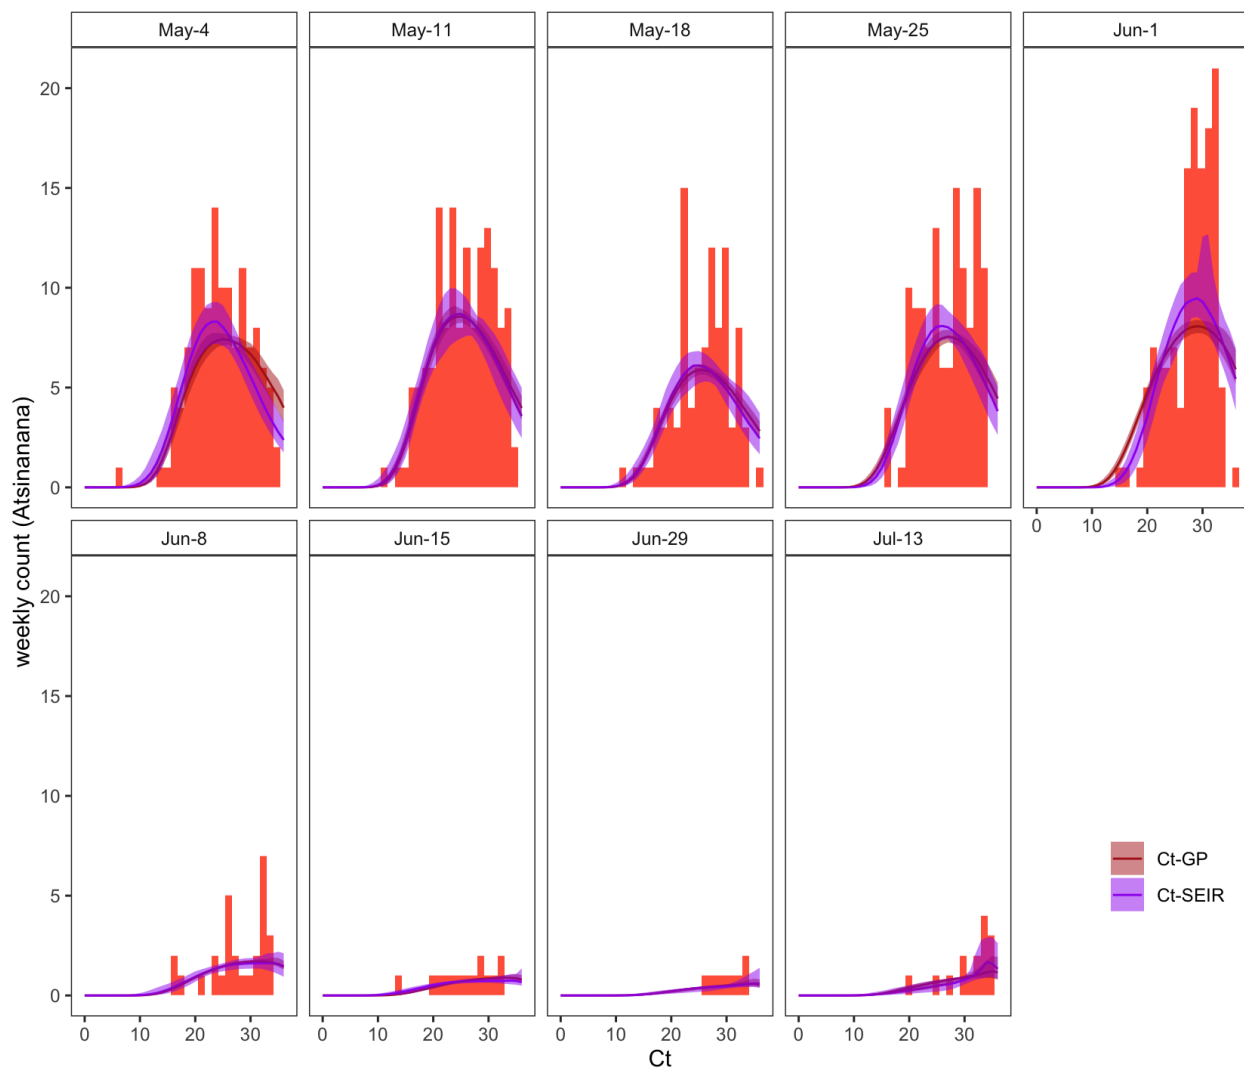 May-4 May-11 May-18 May-25 Jun-1
20
15
10
5
0
0 10 20 30
weekly count (Atsinanana)
Jun-8 Jun-15 Jun-29 Jul-13
20
15
10
5
0
Ct-GP
Ct-SEIR
0 10 20 30 0 10 20 30 0 10 20 30 0 10 20 30
Ct